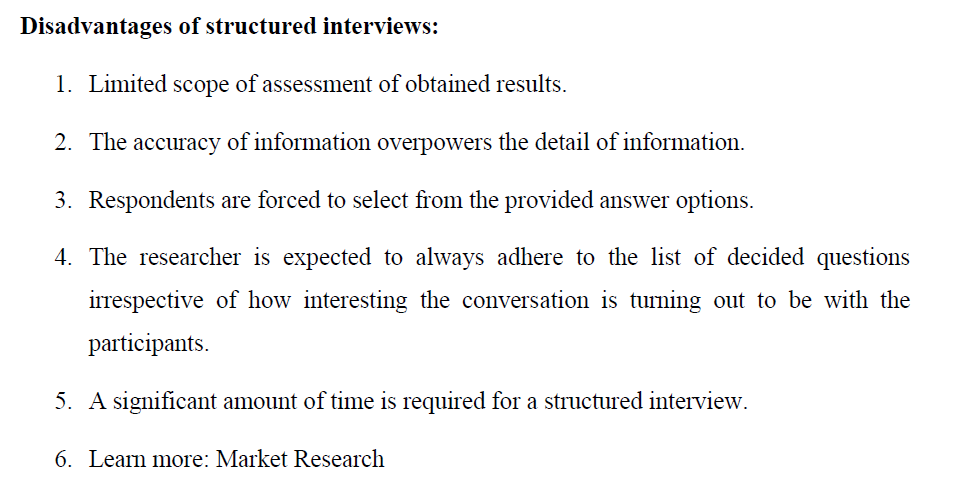 Disadvantages of structured interviews:
1. Limited scope of assessment of obtained results.
2. The accuracy of information overpowers the detail of information.
3. Respondents are forced to select from the provided answer options.
4. The researcher is expected to always adhere to the list of decided questions
irrespective of how interesting the conversation is turning out to be with the
participants.
5. A significant amount of time is required for a structured interview.
6. Learn more: Market Research